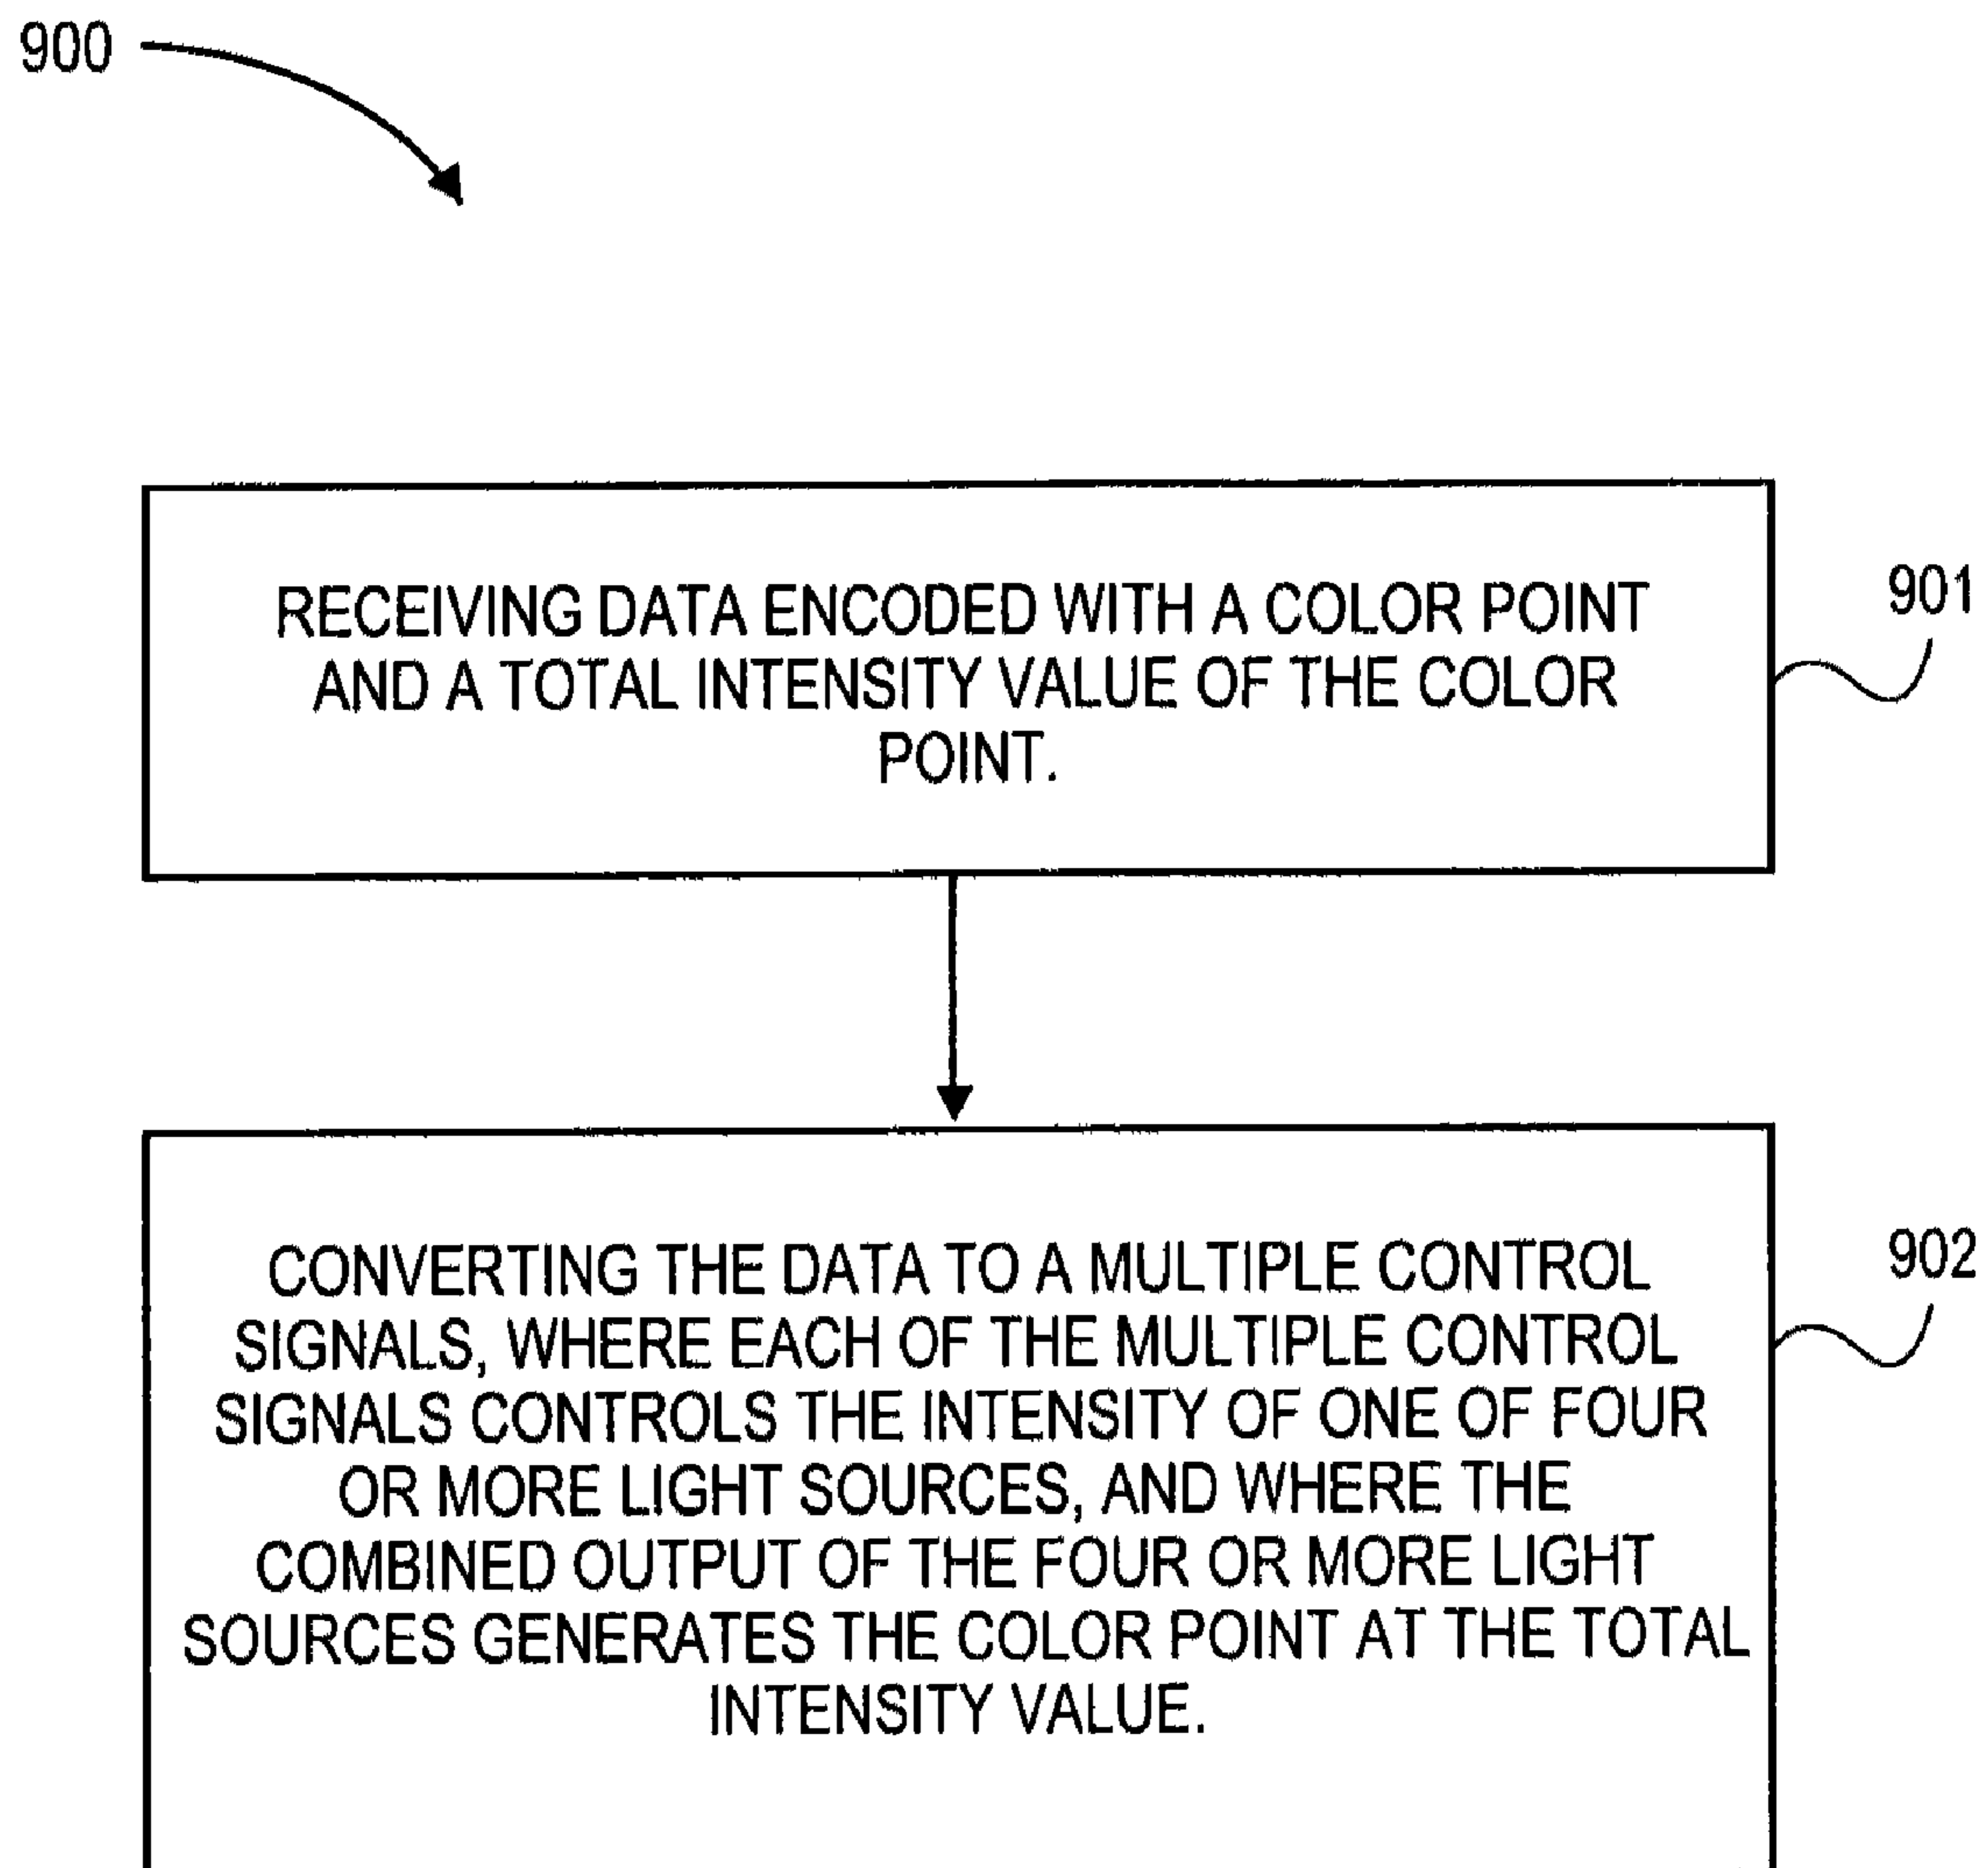 900
RECEIVING DATA ENCODED WITH A COLOR POINT
AND A TOTAL INTENSITY VALUE OF THE COLOR
POINT.
901
CONVERTING THE DATA TO A MULTIPLE CONTROL
SIGNALS, WHERE EACH OF THE MULTIPLE CONTROL
SIGNALS CONTROLS THE INTENSITY OF ONE OF FOUR
OR MORE LIGHT SOURCES, AND WHERE THE
COMBINED OUTPUT OF THE FOUR OR MORE LIGHT
SOURCES GENERATES THE COLOR POINT AT THE TOTAL
INTENSITY VALUE.
902